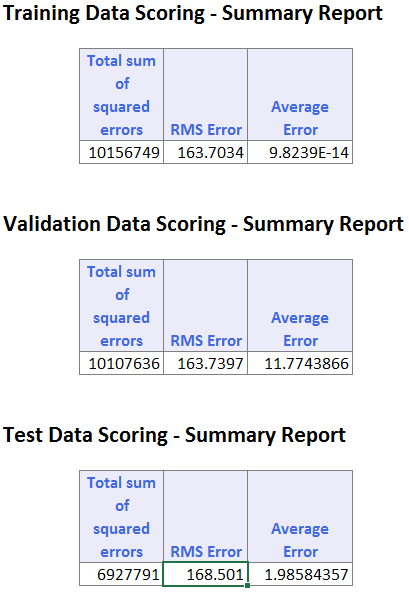 Training Data Scoring - Summary Report
Total sum
of
squared
errors RMS Error Average
Error
10156749 163.7034 9.8239E-14
Validation Data Scoring - Summary Report
Total sum
of
squared
errors RMS Error Average
Error
10107636 163.7397 11.7743866
Test Data Scoring - Summary Report
Total sum
of
squared
errors RMS Error Average
Error
6927791 168.501 1.98584357